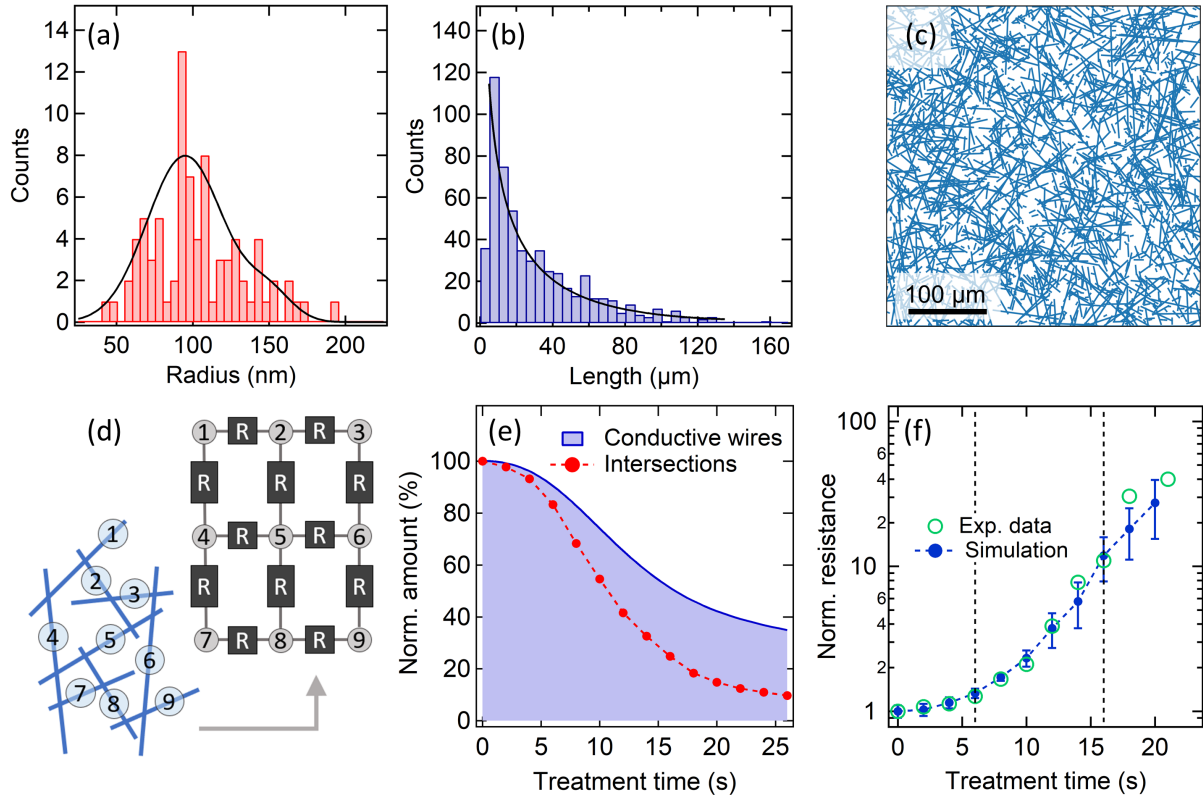 (a)
14
12
10
8
6
4
2
0
Counts
50 100 150 200
Radius (nm)
(b)
140
120
100
80
60
40
20
0
Counts
0 40 80 120 160
Length (µm)
(c)
100 µm
(d)
1 R 2 R 3
R R R
4 R 5 R 6
R R R
7 R 8 R 9
1
2
3
4
5
6
7
8
9
(e)
Conductive wires
Intersections
100
80
60
40
20
0
Norm. amount (%)
0 5 10 15 20 25
Treatment time (s)
(f)
100
4
2
10
4
2
1
Norm. resistance
Exp. data
Simulation
0 5 10 15 20
Treatment time (s)